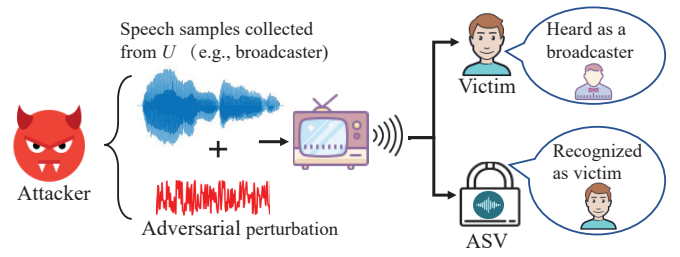 Speech samples collected
from U （e.g., broadcaster)
Attacker
+
Adversarial perturbation
Victim
Heard as a
broadcaster
Recognized
as victim
ASV